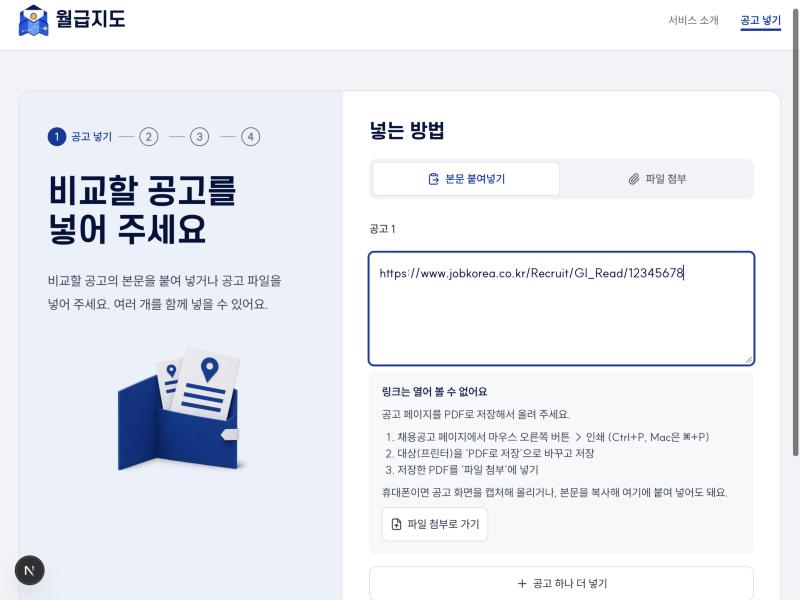 월급지도
서비스 소개
공고 넣기
1 공고 넣기 2 3 4
비교할 공고를
넣어 주세요
비교할 공고의 본문을 붙여 넣거나 공고 파일을
넣어 주세요. 여러 개를 함께 넣을 수 있어요.
넣는 방법
본문 붙여넣기
파일 첨부
공고 1
https://www.jobkorea.co.kr/Recruit/GI_Read/12345678
링크는 열어 볼 수 없어요
공고 페이지를 PDF로 저장해서 올려 주세요.
1. 채용공고 페이지에서 마우스 오른쪽 버튼 > 인쇄 (Ctrl+P, Mac은 ⌘+P)
2. 대상(프린터)을 'PDF로 저장'으로 바꾸고 저장
3. 저장한 PDF를 '파일 첨부'에 넣기
휴대폰이면 공고 화면을 캡처해 올리거나, 본문을 복사해 여기에 붙여 넣어도 돼요.
파일 첨부로 가기
+ 공고 하나 더 넣기
N